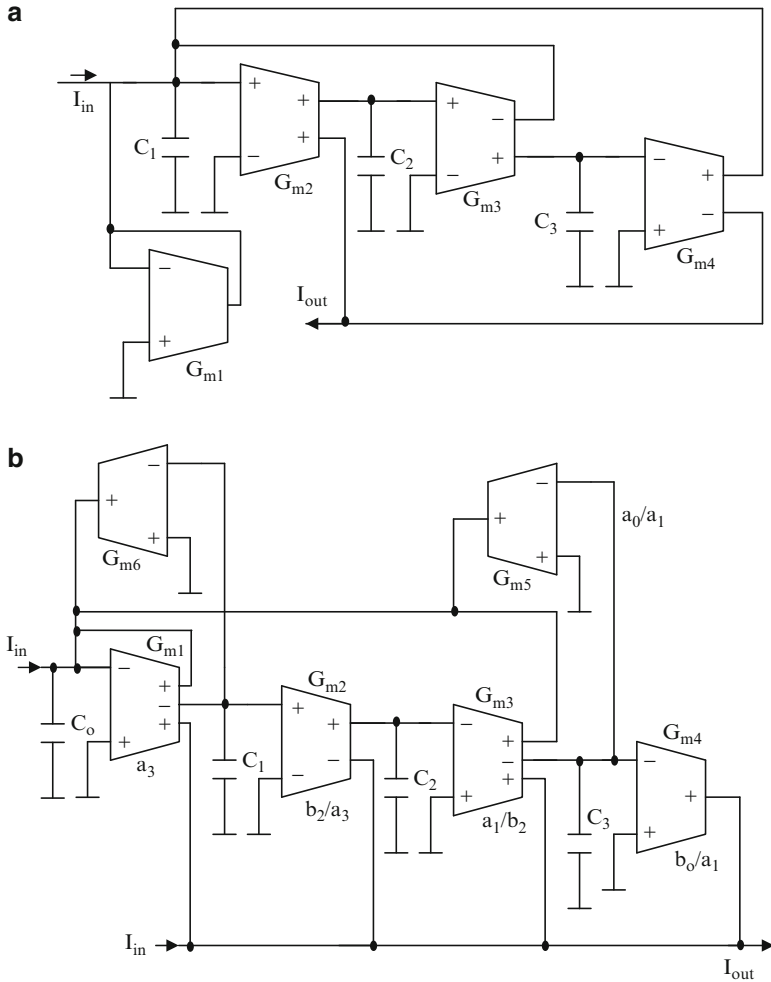 a
I_in
C_1
+
−
+
+
G_m2
C_2
+
−
−
+
G_m3
C_3
−
+
+
−
G_m4
I_out
−
+
G_m1
b
−
+
+
G_m6
−
+
+
G_m5
a_0/a_1
I_in
C_o
−
+
+
−
+
G_m1
a_3
C_1
+
−
+
−
G_m2
b_2/a_3
C_2
−
+
+
−
+
G_m3
a_1/b_2
C_3
−
+
+
G_m4
b_o/a_1
I_in
I_out